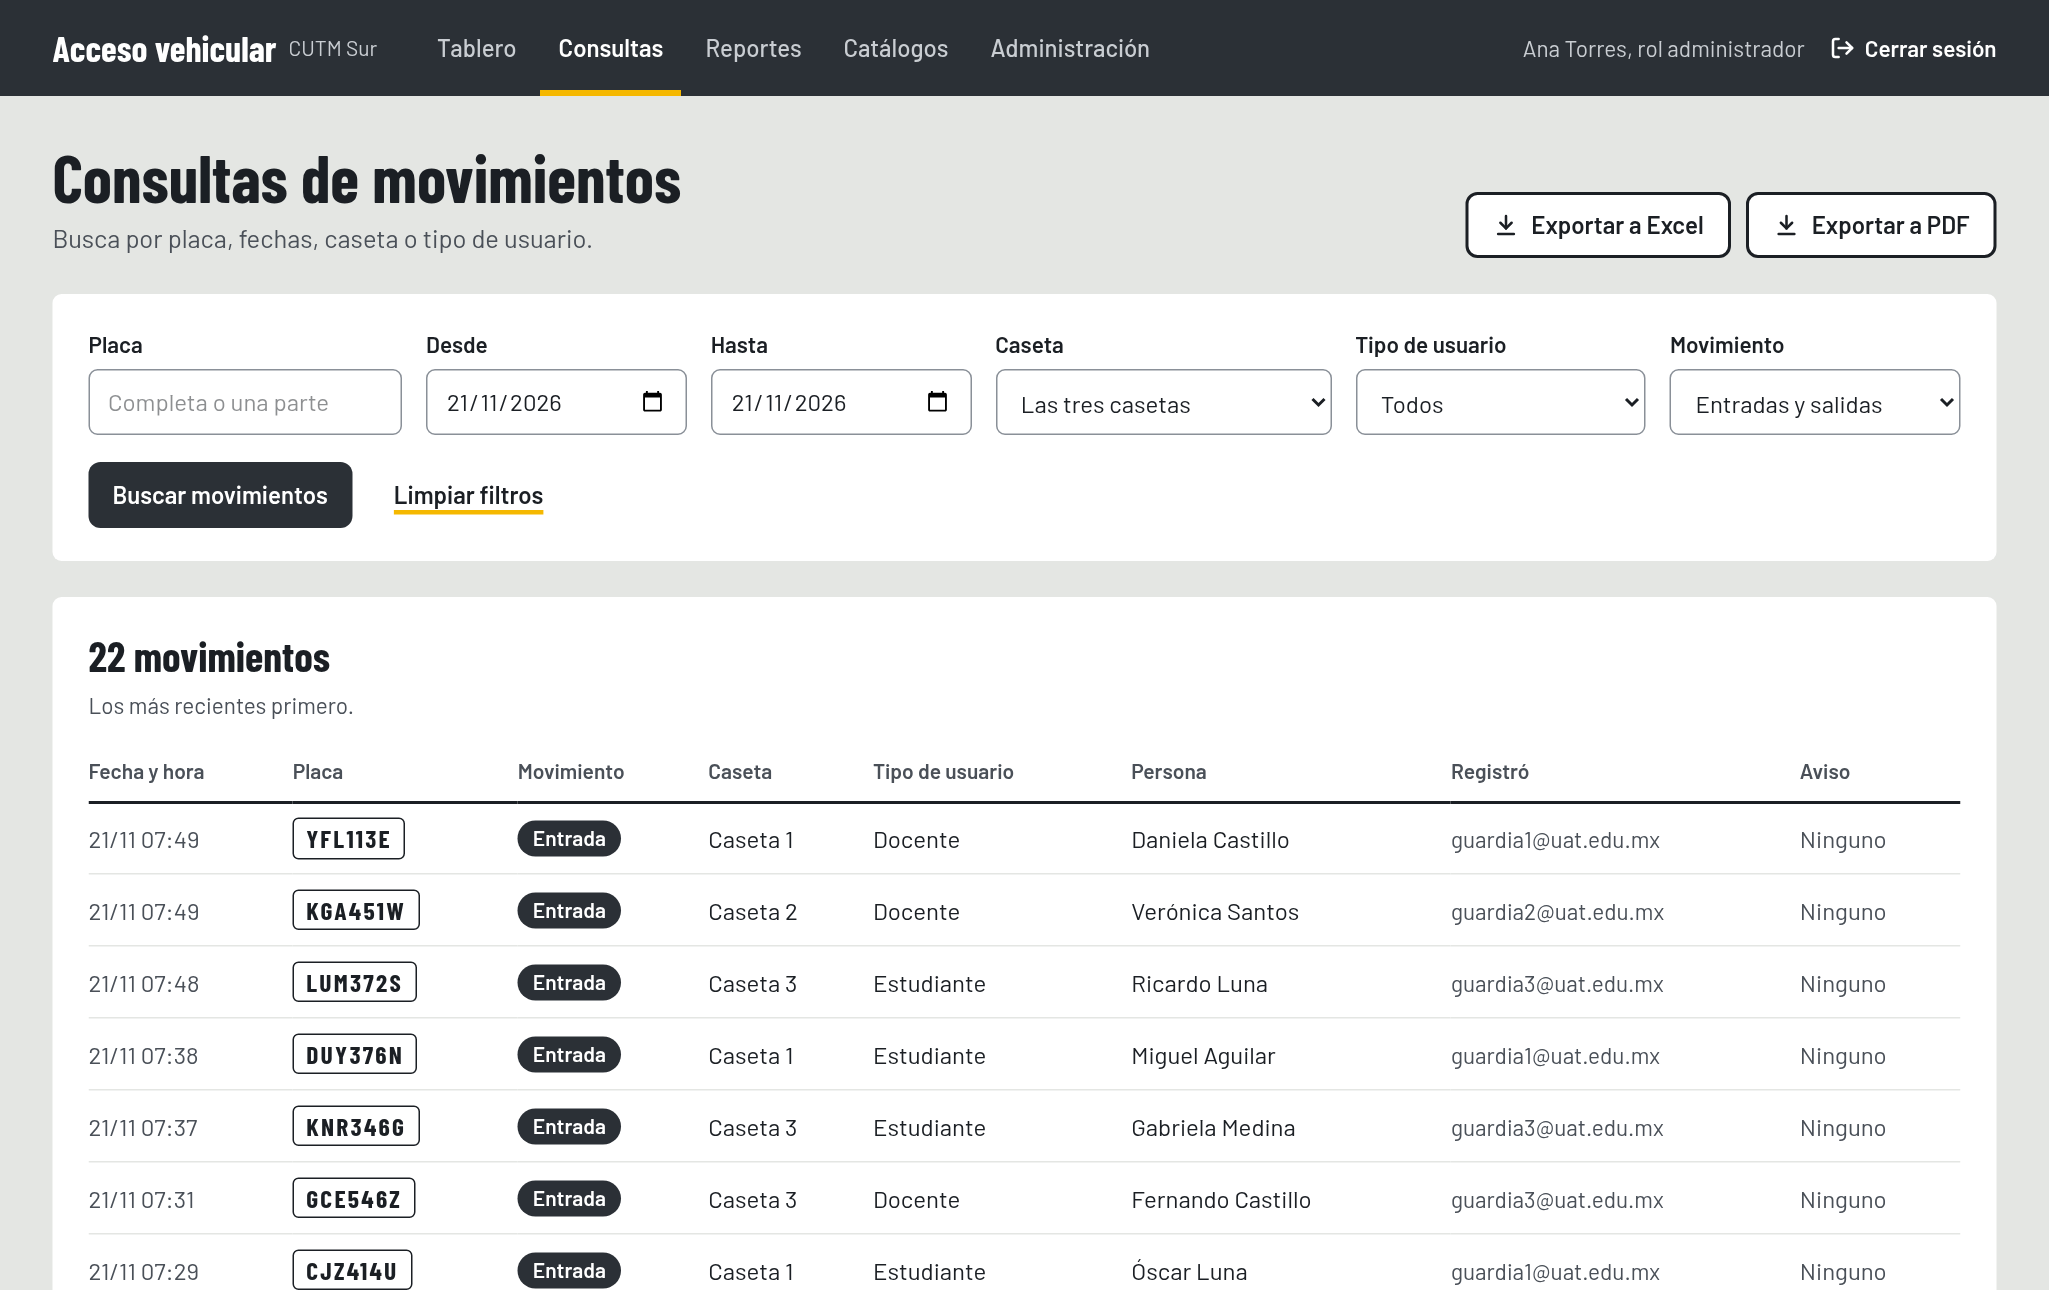 Acceso vehicular CUTM Sur Tablero Consultas Reportes Catálogos Administración Ana Torres, rol administrador Cerrar sesión
Consultas de movimientos
Busca por placa, fechas, caseta o tipo de usuario.
Exportar a Excel Exportar a PDF
Placa Desde Hasta Caseta Tipo de usuario Movimiento
Completa o una parte 21/11/2026 21/11/2026 Las tres casetas Todos Entradas y salidas
Buscar movimientos Limpiar filtros
22 movimientos
Los más recientes primero.
Fecha y hora Placa Movimiento Caseta Tipo de usuario Persona Registró Aviso
21/11 07:49 YFL113E Entrada Caseta 1 Docente Daniela Castillo guardia1@uat.edu.mx Ninguno
21/11 07:49 KGA451W Entrada Caseta 2 Docente Verónica Santos guardia2@uat.edu.mx Ninguno
21/11 07:48 LUM372S Entrada Caseta 3 Estudiante Ricardo Luna guardia3@uat.edu.mx Ninguno
21/11 07:38 DUY376N Entrada Caseta 1 Estudiante Miguel Aguilar guardia1@uat.edu.mx Ninguno
21/11 07:37 KNR346G Entrada Caseta 3 Estudiante Gabriela Medina guardia3@uat.edu.mx Ninguno
21/11 07:31 GCE546Z Entrada Caseta 3 Docente Fernando Castillo guardia3@uat.edu.mx Ninguno
21/11 07:29 CJZ414U Entrada Caseta 1 Estudiante Óscar Luna guardia1@uat.edu.mx Ninguno